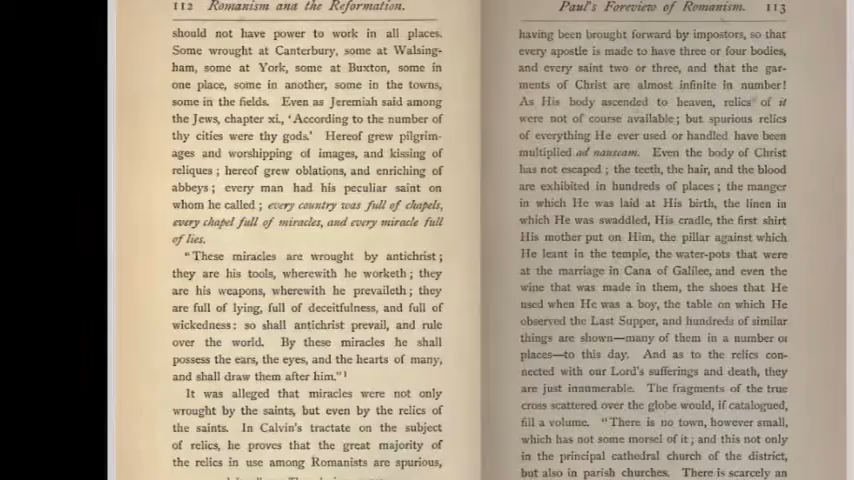 112 Romanism and the Reformation.
should not have power to work in all places.
Some wrought at Canterbury, some at Walsing-
ham, some at York, some at Buxton, some in
one place, some in another, some in the towns,
some in the fields. Even as Jeremiah said among
the Jews, chapter xi., 'According to the number of
thy cities were thy gods.' Hereof grew pilgrim-
ages and worshipping of images, and kissing of
reliques; hereof grew oblations, and enriching of
abbeys; every man had his peculiar saint on
whom he called; every country was full of chapels,
every chapel full of miracles, and every miracle full
of lies.
"These miracles are wrought by antichrist;
they are his tools, wherewith he worketh; they
are his weapons, wherewith he prevaileth; they
are full of lying, full of deceitfulness, and full of
wickedness: so shall antichrist prevail, and rule
over the world. By these miracles he shall
possess the ears, the eyes, and the hearts of many,
and shall draw them after him."¹
It was alleged that miracles were not only
wrought by the saints, but even by the relics of
the saints. In Calvin's tractate on the subject
of relics, he proves that the great majority of
the relics in use among Romanists are spurious,
Paul's Foreview of Romanism. 113
having been brought forward by impostors, so that
every apostle is made to have three or four bodies,
and every saint two or three, and that the gar-
ments of Christ are almost infinite in number!
As His body ascended to heaven, relics of it
were not of course available; but spurious relics
of everything He ever used or handled have been
multiplied ad nauseam. Even the body of Christ
has not escaped; the teeth, the hair, and the blood
are exhibited in hundreds of places; the manger
in which He was laid at His birth, the linen in
which He was swaddled, His cradle, the first shirt
His mother put on Him, the pillar against which
He leant in the temple, the water-pots that were
at the marriage in Cana of Galilee, and even the
wine that was made in them, the shoes that He
used when He was a boy, the table on which He
observed the Last Supper, and hundreds of similar
things are shown—many of them in a number of
places—to this day. And as to the relics con-
nected with our Lord's sufferings and death, they
are just innumerable. The fragments of the true
cross scattered over the globe would, if catalogued,
fill a volume. "There is no town, however small,
which has not some morsel of it; and this not only
in the principal cathedral church of the district,
but also in parish churches. There is scarcely an